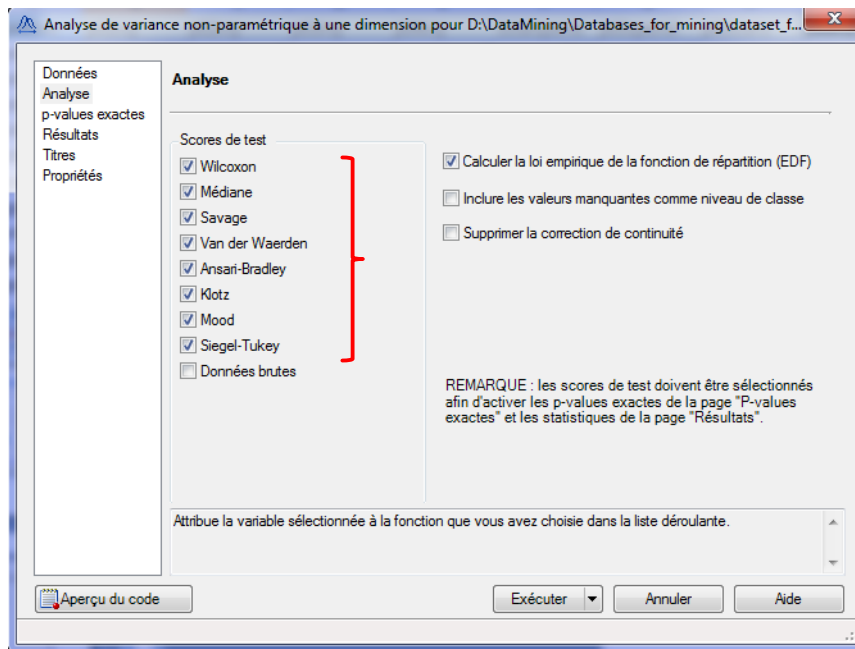 Analyse de variance non-paramétrique à une dimension pour D:\DataMining\Databases_for_mining\dataset_f...
Données
Analyse
p-values exactes
Résultats
Titres
Propriétés
Analyse
Scores de test
Wilcoxon
Médiane
Savage
Van der Waerden
Ansari-Bradley
Klotz
Mood
Siegel-Tukey
Données brutes
Calculer la loi empirique de la fonction de répartition (EDF)
Inclure les valeurs manquantes comme niveau de classe
Supprimer la correction de continuité
REMARQUE : les scores de test doivent être sélectionnés
afin d'activer les p-values exactes de la page "P-values
exactes" et les statistiques de la page "Résultats".
Attribue la variable sélectionnée à la fonction que vous avez choisie dans la liste déroulante.
Aperçu du code
Exécuter
Annuler
Aide